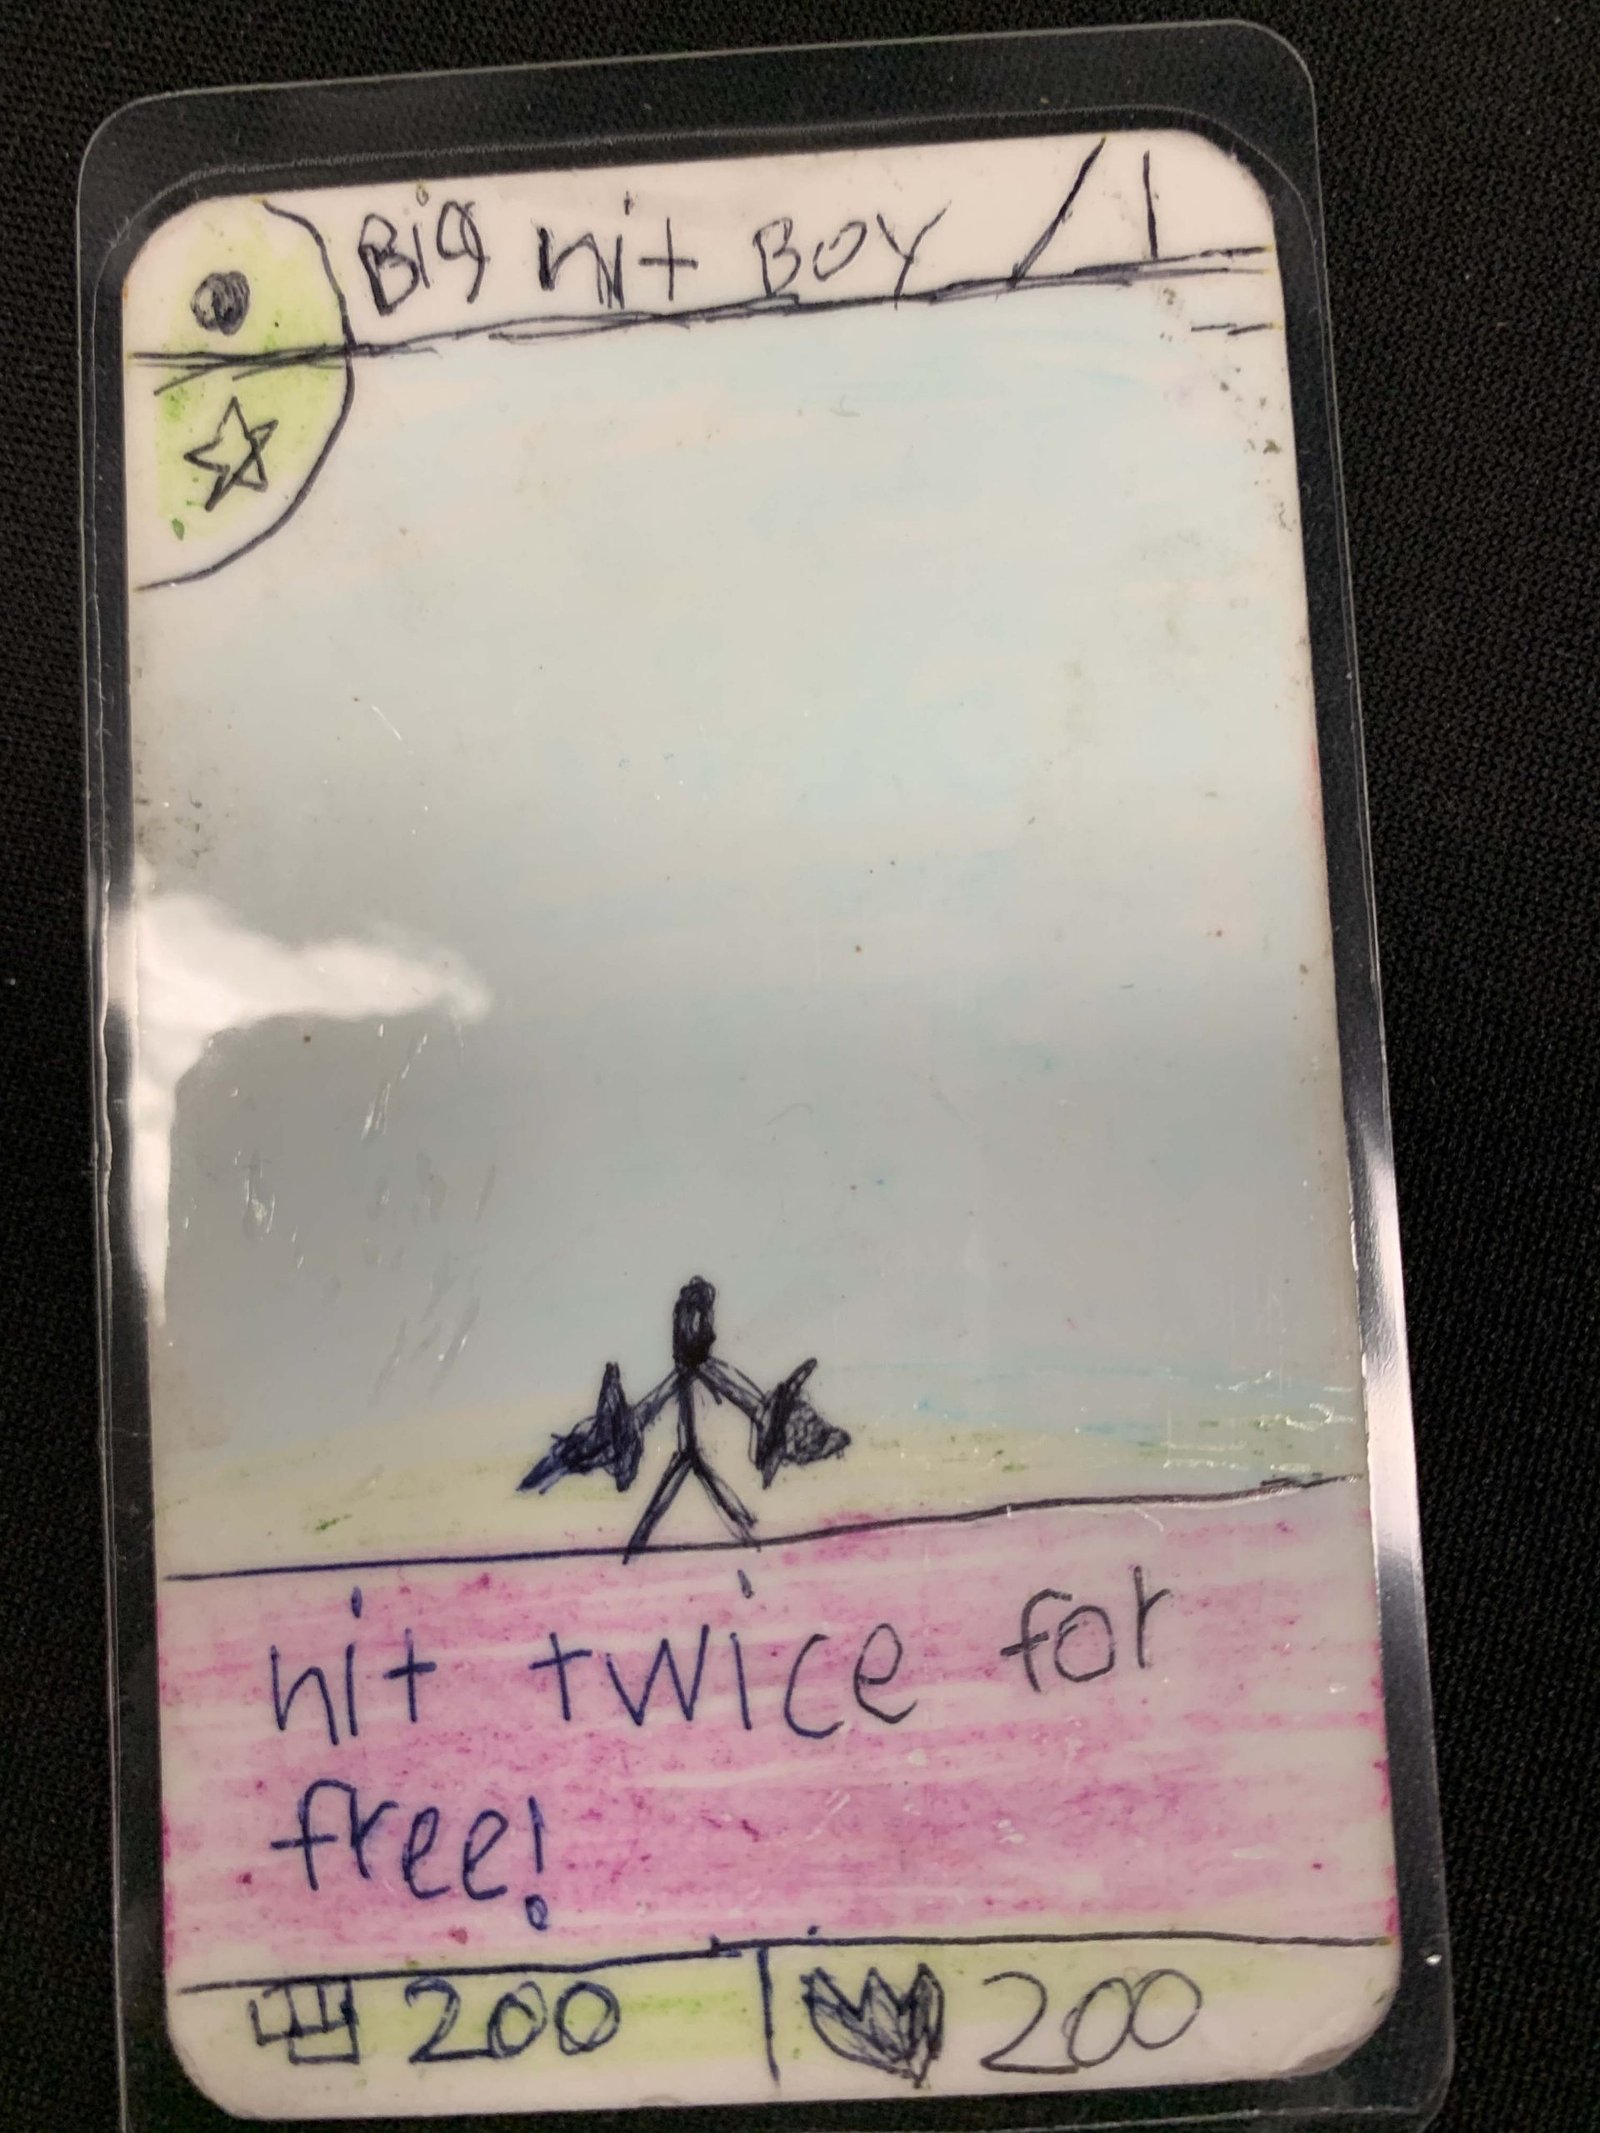 Big hit BOY / 1
hit twice for
free!
200 200